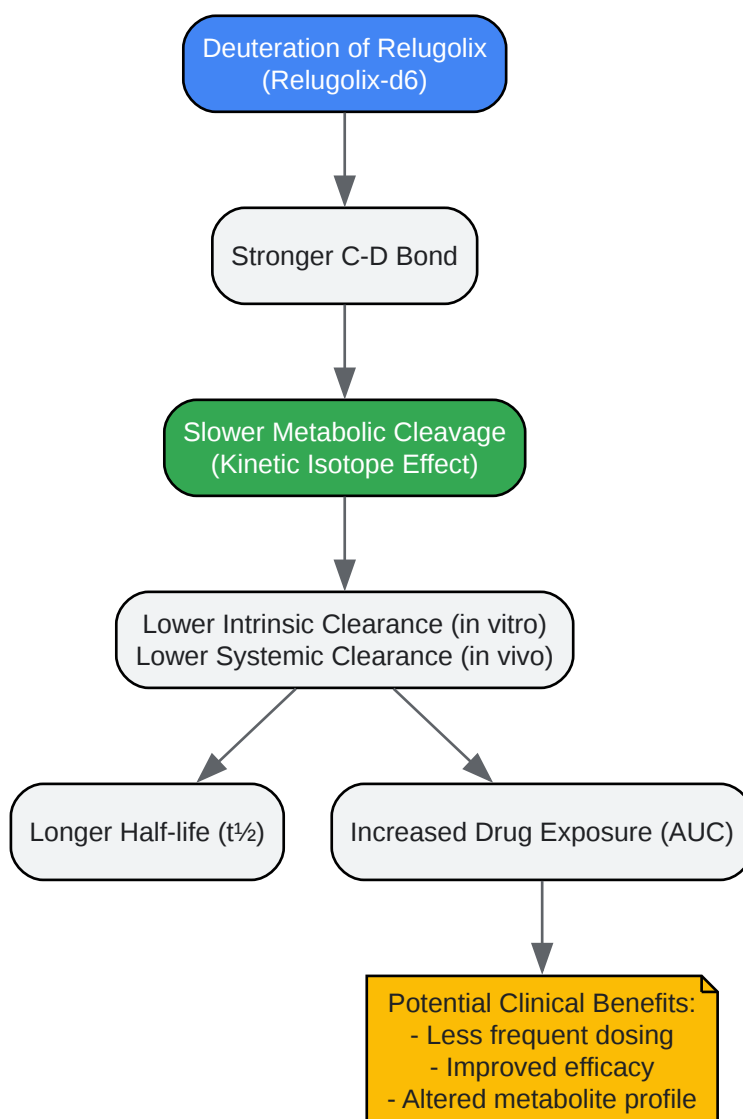 Deuteration of Relugolix
(Relugolix-d6)
Stronger C-D Bond
Slower Metabolic Cleavage
(Kinetic Isotope Effect)
Lower Intrinsic Clearance (in vitro)
Lower Systemic Clearance (in vivo)
Longer Half-life (t½)
Increased Drug Exposure (AUC)
Potential Clinical Benefits:
- Less frequent dosing
- Improved efficacy
- Altered metabolite profile